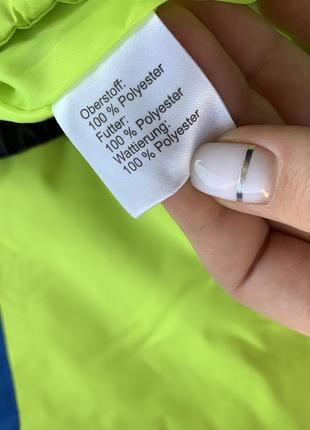 Oberstoff:
100 % Polyester
Futter:
100 % Polyester
Wattierung:
100 % Polyester